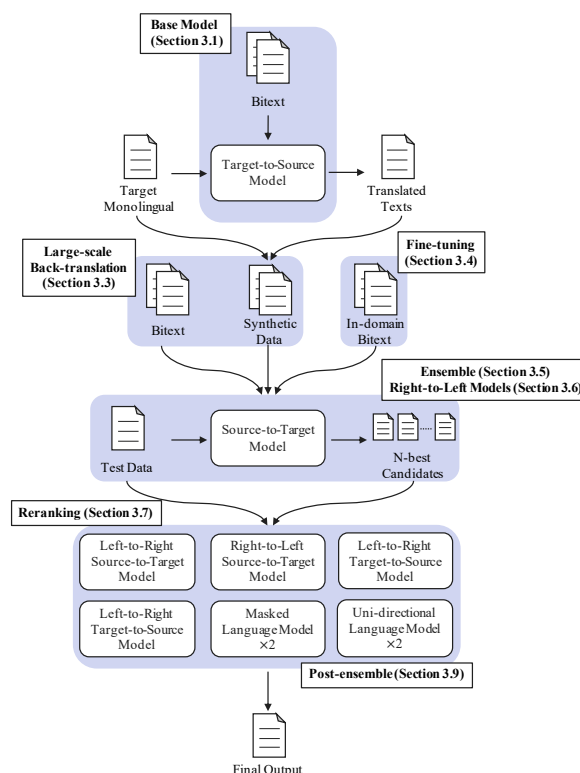 Base Model
(Section 3.1)
Bitext
Target-to-Source
Model
Target
Monolingual
Translated
Texts
Large-scale
Back-translation
(Section 3.3)
Fine-tuning
(Section 3.4)
Bitext
Synthetic
Data
In-domain
Bitext
Ensemble (Section 3.5)
Right-to-Left Models (Section 3.6)
Test Data
Source-to-Target
Model
N-best
Candidates
Reranking (Section 3.7)
Left-to-Right
Source-to-Target
Model
Right-to-Left
Source-to-Target
Model
Left-to-Right
Target-to-Source
Model
Left-to-Right
Target-to-Source
Model
Masked
Language Model
×2
Uni-directional
Language Model
×2
Post-ensemble (Section 3.9)
Final Output